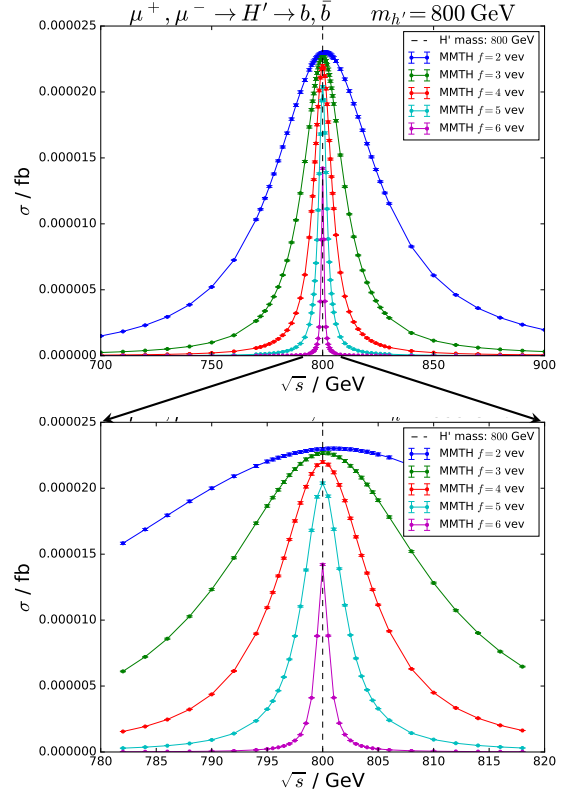 μ⁺, μ⁻ → H′ → b, b̄ m_{h′} = 800 GeV
0.000025
0.000020
0.000015
0.000010
0.000005
0.000000
σ / fb
H' mass: 800 GeV
MMTH f = 2 vev
MMTH f = 3 vev
MMTH f = 4 vev
MMTH f = 5 vev
MMTH f = 6 vev
700 750 800 850 900
√s / GeV
0.000025
0.000020
0.000015
0.000010
0.000005
0.000000
σ / fb
H' mass: 800 GeV
MMTH f = 2 vev
MMTH f = 3 vev
MMTH f = 4 vev
MMTH f = 5 vev
MMTH f = 6 vev
780 785 790 795 800 805 810 815 820
√s / GeV